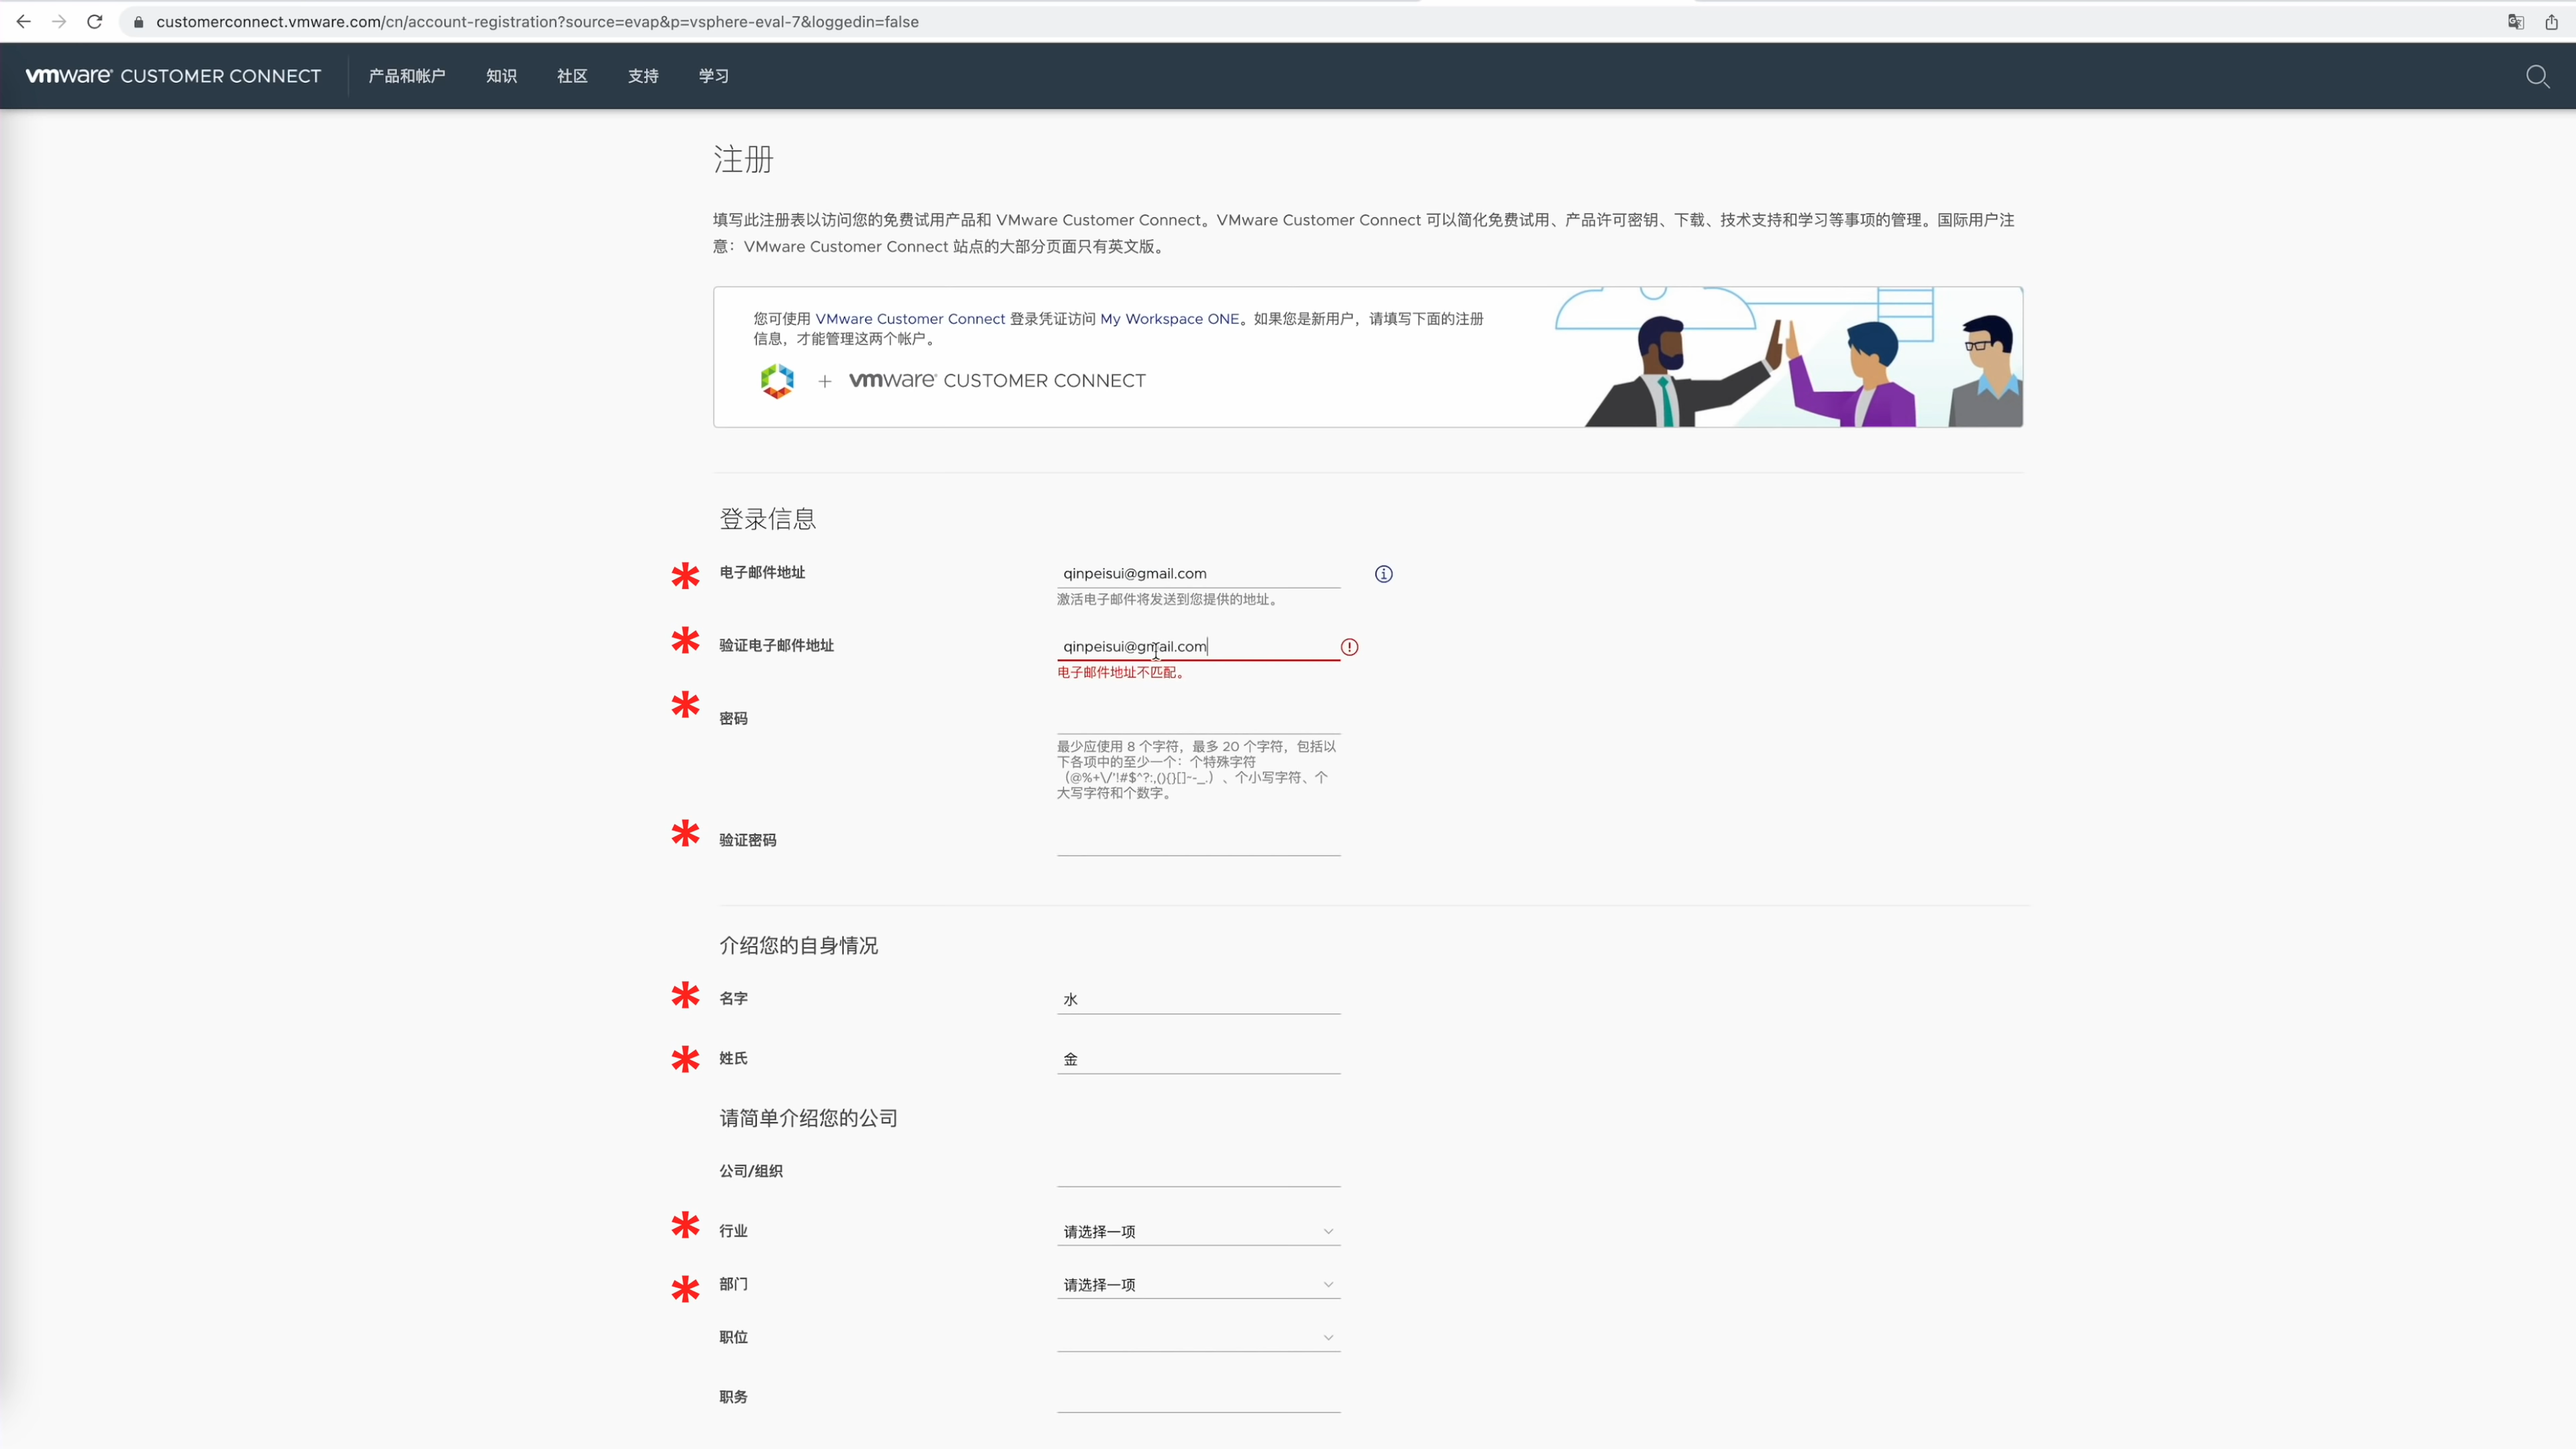 customerconnect.vmware.com/cn/account-registration?source=evap&p=vsphere-eval-7&loggedin=false
vmware® CUSTOMER CONNECT 产品和帐户 知识 社区 支持 学习
注册
填写此注册表以访问您的免费试用产品和 VMware Customer Connect。VMware Customer Connect 可以简化免费试用、产品许可密钥、下载、技术支持和学习等事项的管理。国际用户注
意：VMware Customer Connect 站点的大部分页面只有英文版。
您可使用 VMware Customer Connect 登录凭证访问 My Workspace ONE。如果您是新用户，请填写下面的注册
信息，才能管理这两个帐户。
+ vmware® CUSTOMER CONNECT
登录信息
* 电子邮件地址 qinpeisui@gmail.com
激活电子邮件将发送到您提供的地址。
* 验证电子邮件地址 qinpeisui@gmail.com
电子邮件地址不匹配。
* 密码
最少应使用 8 个字符，最多 20 个字符，包括以
下各项中的至少一个：个特殊字符
（@%+\/'!#$^?:,(){}[]~-_.）、个小写字符、个
大写字符和个数字。
* 验证密码
介绍您的自身情况
* 名字 水
* 姓氏 金
请简单介绍您的公司
公司/组织
* 行业 请选择一项
* 部门 请选择一项
职位
职务